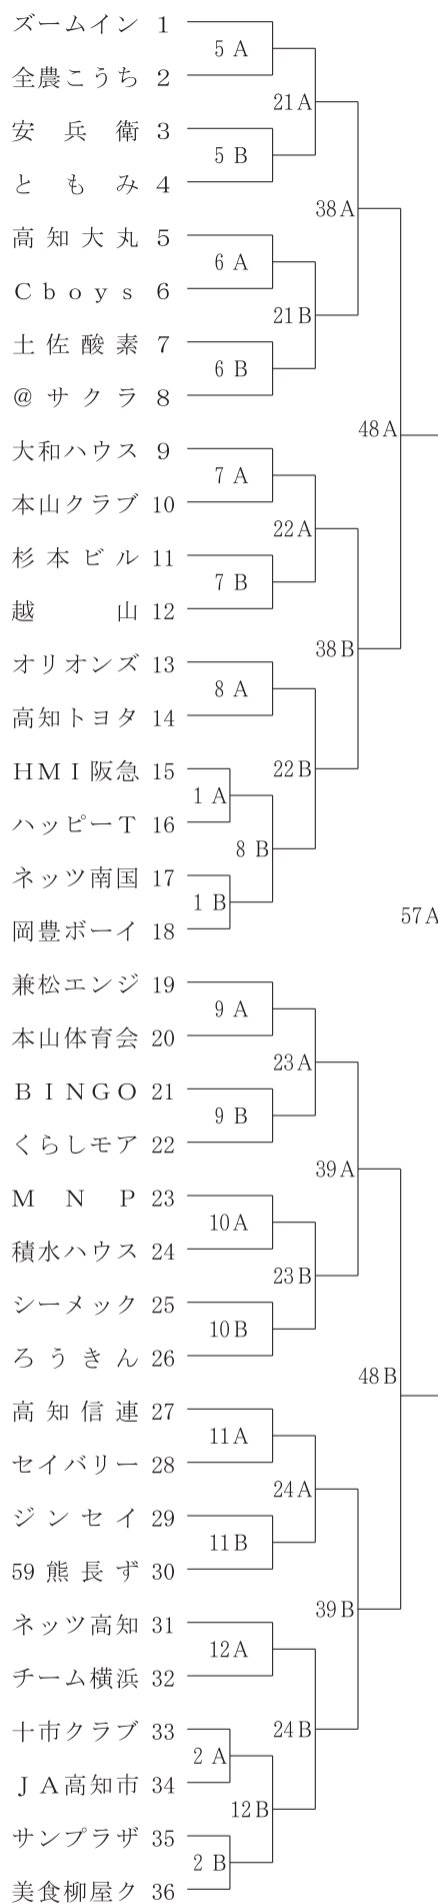 ズームイン 1
5 A
全農こうち 2
21A
安兵衛 3
5 B
ともみ 4
38A
高知大丸 5
6 A
Cboys 6
21B
土佐酸素 7
6 B
@サクラ 8
48A
大和ハウス 9
7 A
本山クラブ 10
22A
杉本ビル 11
7 B
越山 12
38B
オリオンズ 13
8 A
高知トヨタ 14
22B
HMI阪急 15
1 A
ハッピーT 16
8 B
ネッツ南国 17
1 B
岡豊ボーイ 18
57A
兼松エンジ 19
9 A
本山体育会 20
23A
BINGO 21
9 B
くらしモア 22
39A
MNP 23
10A
積水ハウス 24
23B
シーメック 25
10B
ろうきん 26
48B
高知信連 27
11A
セイバリー 28
24A
ジンセイ 29
11B
59熊長ず 30
39B
ネッツ高知 31
12A
チーム横浜 32
24B
十市クラブ 33
2 A
JA高知市 34
12B
サンプラザ 35
2 B
美食柳屋ク 36